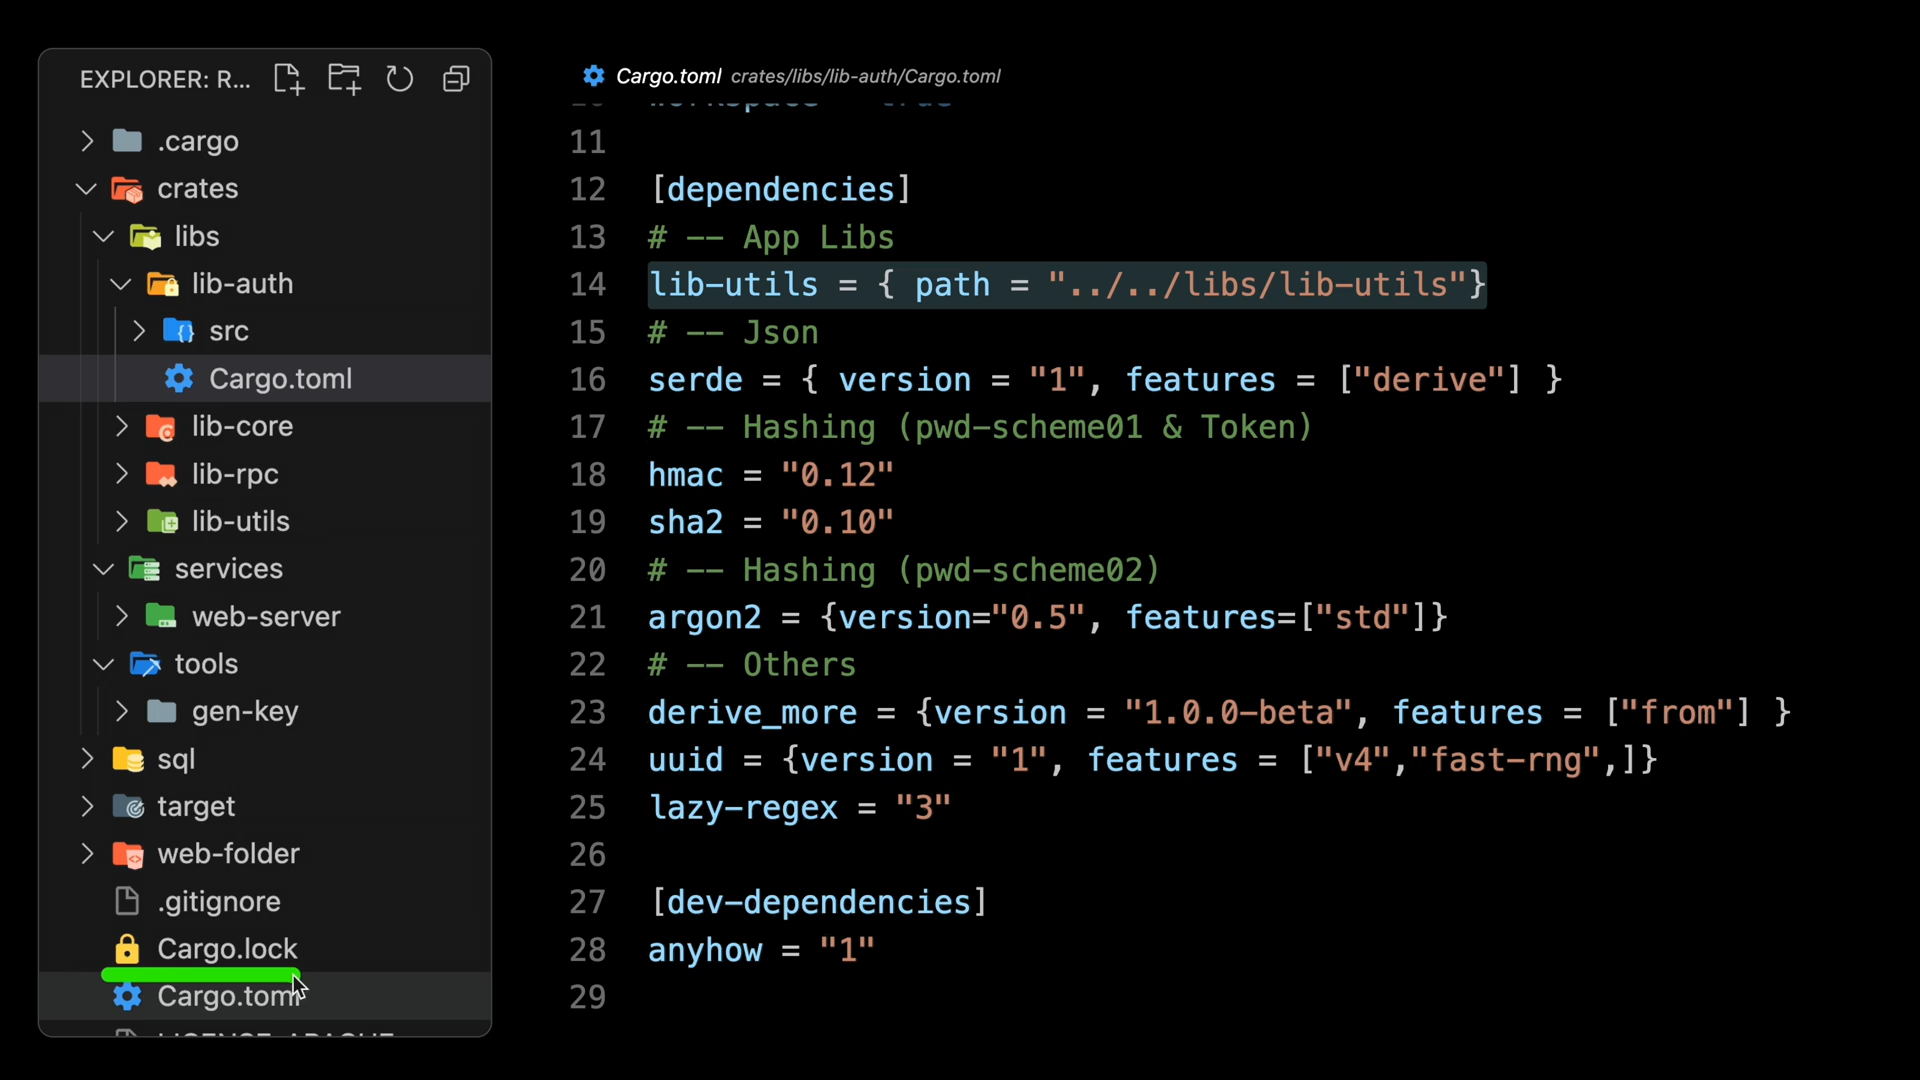 EXPLORER: R...
.cargo
crates
libs
lib-auth
src
Cargo.toml
lib-core
lib-rpc
lib-utils
services
web-server
tools
gen-key
sql
target
web-folder
.gitignore
Cargo.lock
Cargo.toml
LICENSE-APACHE
Cargo.toml crates/libs/lib-auth/Cargo.toml
10 workspace = true
11
12 [dependencies]
13 # -- App Libs
14 lib-utils = { path = "../../libs/lib-utils"}
15 # -- Json
16 serde = { version = "1", features = ["derive"] }
17 # -- Hashing (pwd-scheme01 & Token)
18 hmac = "0.12"
19 sha2 = "0.10"
20 # -- Hashing (pwd-scheme02)
21 argon2 = {version="0.5", features=["std"]}
22 # -- Others
23 derive_more = {version = "1.0.0-beta", features = ["from"] }
24 uuid = {version = "1", features = ["v4","fast-rng",]}
25 lazy-regex = "3"
26
27 [dev-dependencies]
28 anyhow = "1"
29